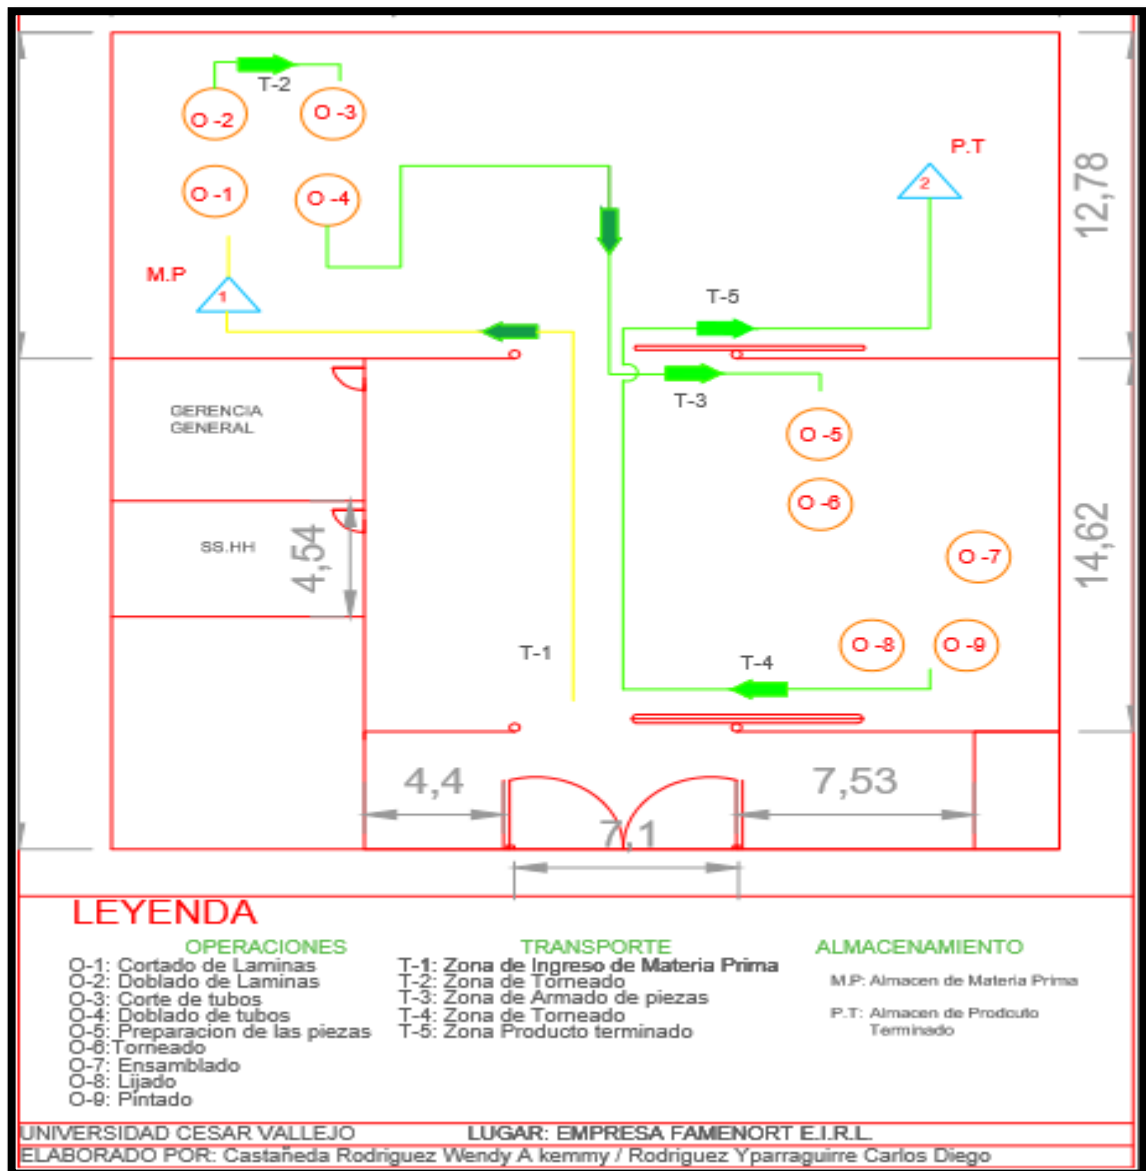 T-2
O -2
O -3
P.T
O -1
O -4
2
12,78
M.P
1
T-5
T-3
GERENCIA
GENERAL
O -5
O -6
SS.HH
4,54
14,62
O -7
T-1
O -8
O -9
T-4
4,4
7,53
7,1
LEYENDA
OPERACIONES
O-1: Cortado de Laminas
O-2: Doblado de Laminas
O-3: Corte de tubos
O-4: Doblado de tubos
O-5: Preparacion de las piezas
O-6:Torneado
O-7: Ensamblado
O-8: Lijado
O-9: Pintado
TRANSPORTE
T-1: Zona de Ingreso de Materia Prima
T-2: Zona de Torneado
T-3: Zona de Armado de piezas
T-4: Zona de Torneado
T-5: Zona Producto terminado
ALMACENAMIENTO
M.P: Almacen de Materia Prima
P.T: Almacen de Prodcuto
Terminado
UNIVERSIDAD CESAR VALLEJO
LUGAR: EMPRESA FAMENORT E.I.R.L.
ELABORADO POR: Castañeda Rodriguez Wendy A kemmy / Rodriguez Yparraguirre Carlos Diego